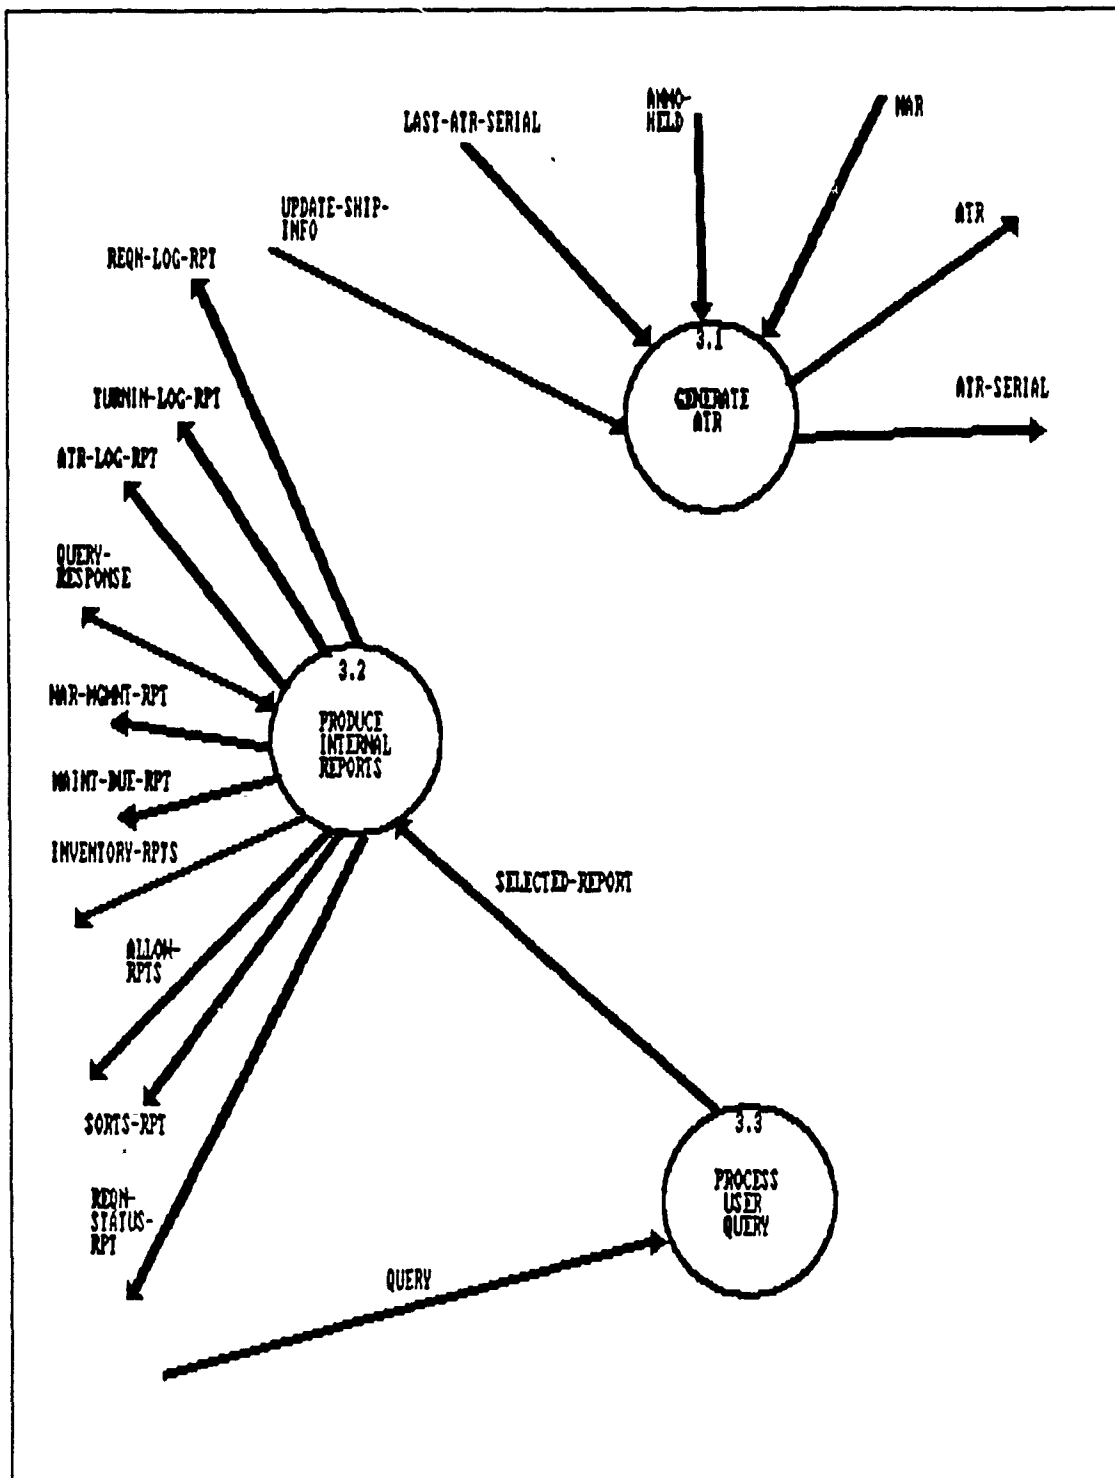 LAST-ATR-SERIAL
AMMO-
HELD
NAR
UPDATE-SHIP-
INFO
ATR
REQN-LOG-RPT
3.1
GENERATE
ATR
ATR-SERIAL
TURNIN-LOG-RPT
ATR-LOG-RPT
QUERY-
RESPONSE
3.2
PRODUCE
INTERNAL
REPORTS
NAR-MGMNT-RPT
MAINT-DUE-RPT
INVENTORY-RPTS
SELECTED-REPORT
ALLOW-
RPTS
SORTS-RPT
3.3
PROCESS
USER
QUERY
REQN-
STATUS-
RPT
QUERY